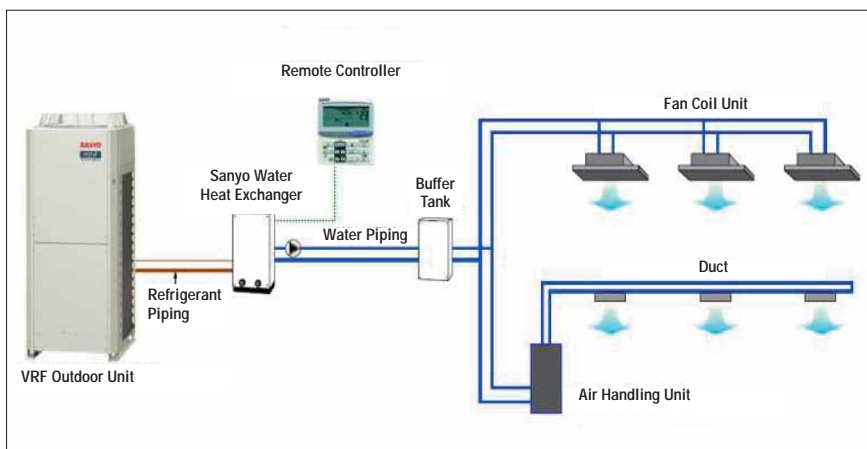 Remote Controller
Fan Coil Unit
SANYO
Sanyo Water
Heat Exchanger
Buffer
Tank
Water Piping
Duct
Refrigerant
Piping
VRF Outdoor Unit
Air Handling Unit